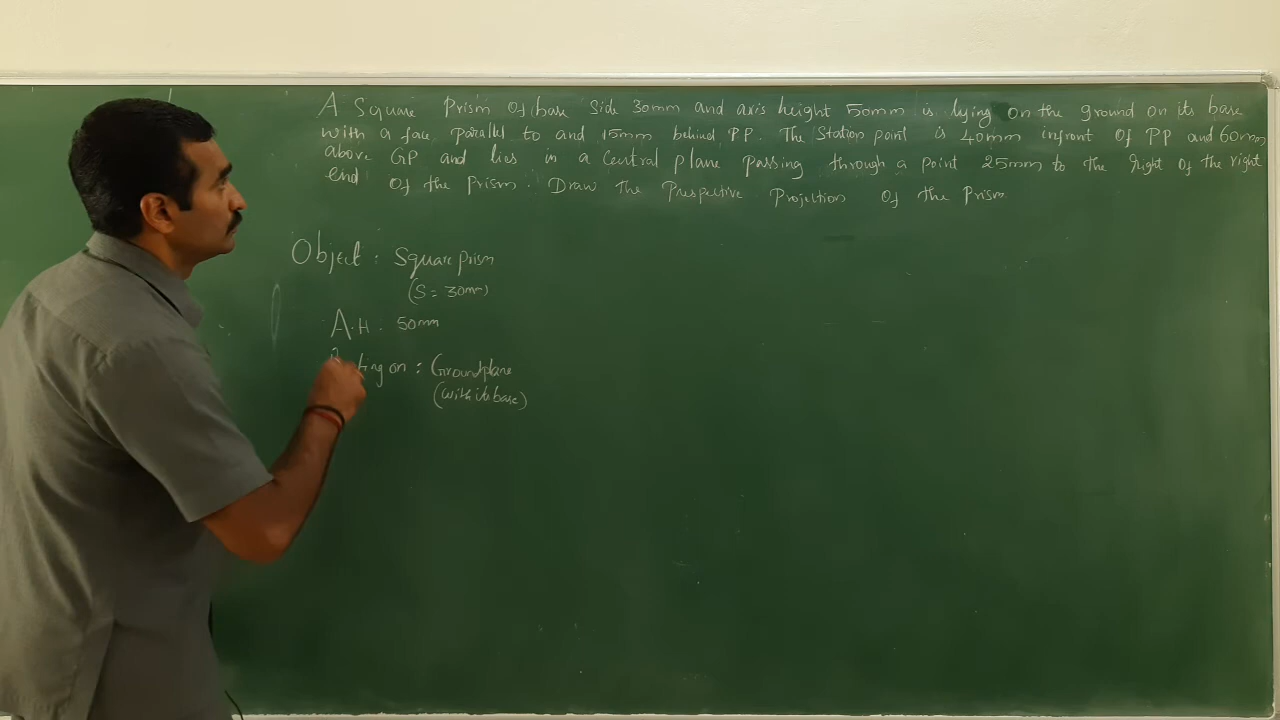 A Square Prism Of base Side 30mm and axis height 50mm is lying on the ground on its base
with a face Parallel to and 15mm behind PP. The Station point is 40mm infront Of PP and 60mm
above GP and lies in a Central plane Passing through a point 25mm to the right of the right
end Of the Prism. Draw The Prespective Projection Of the Prism.
Object : Square prism
(S = 30mm)
A.H. 50mm
ting on : Ground plane
(with its base)